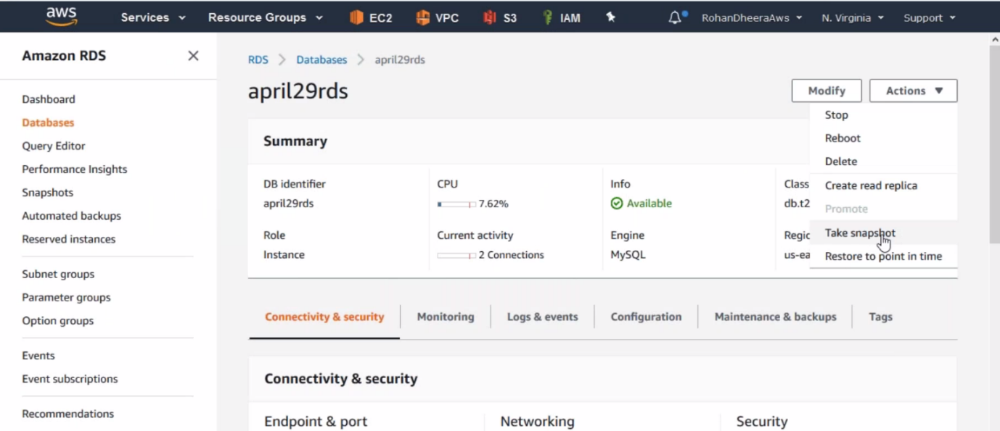 aws Services Resource Groups EC2 VPC S3 IAM RohanDheeraAws N. Virginia Support
Amazon RDS
Dashboard
Databases
Query Editor
Performance Insights
Snapshots
Automated backups
Reserved instances
Subnet groups
Parameter groups
Option groups
Events
Event subscriptions
Recommendations
RDS Databases april29rds
april29rds
Modify Actions
Stop
Reboot
Delete
Create read replica
Promote
Take snapshot
Restore to point in time
Summary
DB identifier CPU Info Class
april29rds 7.62% Available db.t2
Role Current activity Engine Regic
Instance 2 Connections MySQL us-ea
Connectivity & security Monitoring Logs & events Configuration Maintenance & backups Tags
Connectivity & security
Endpoint & port Networking Security